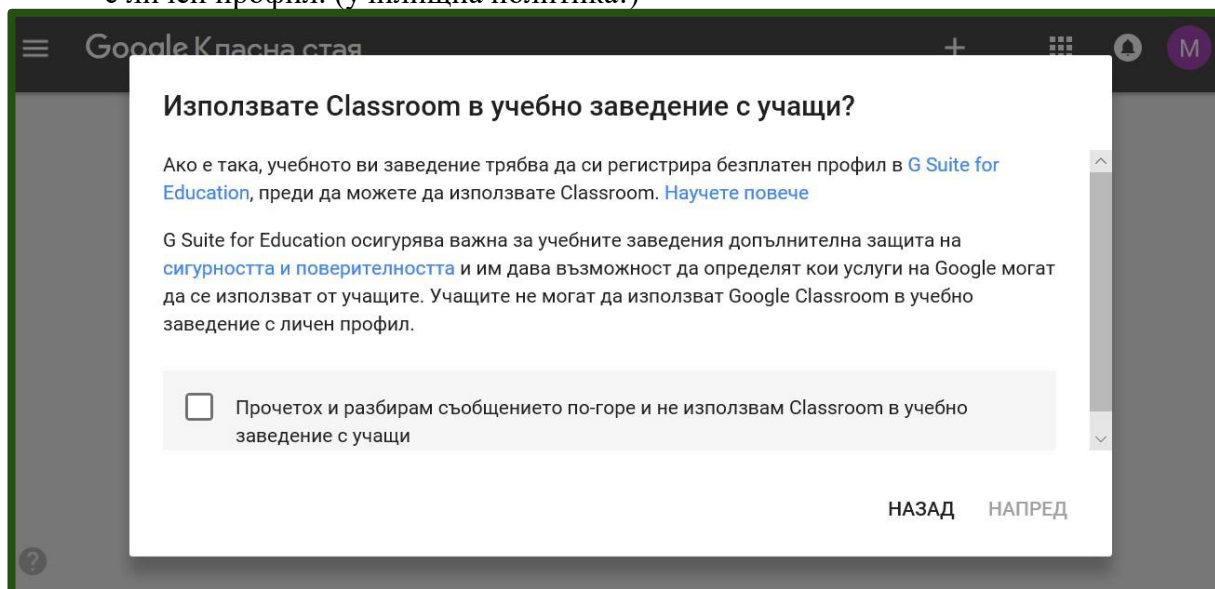 с личен профил. (училищна политика!)
Google Класна стая
M
Използвате Classroom в учебно заведение с учащи?
Ако е така, учебното ви заведение трябва да си регистрира безплатен профил в G Suite for
Education, преди да можете да използвате Classroom. Научете повече
G Suite for Education осигурява важна за учебните заведения допълнителна защита на
сигурността и поверителността и им дава възможност да определят кои услуги на Google могат
да се използват от учащите. Учащите не могат да използват Google Classroom в учебно
заведение с личен профил.
Прочетох и разбирам съобщението по-горе и не използвам Classroom в учебно
заведение с учащи
НАЗАД НАПРЕД
?